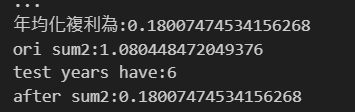 ...
年均化複利為:0.18007474534156268
ori sum2:1.080448472049376
test years have:6
after sum2:0.18007474534156268